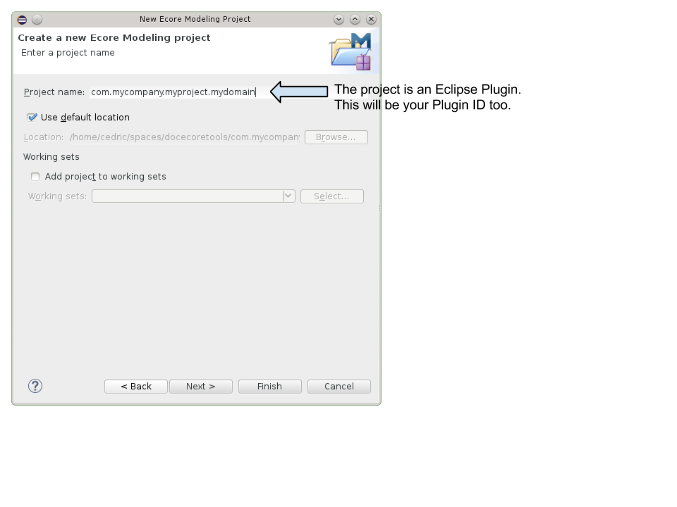 New Ecore Modeling Project
Create a new Ecore Modeling project
Enter a project name
Project name: com.mycompany.myproject.mydomain
The project is an Eclipse Plugin.
This will be your Plugin ID too.
Use default location
Location: /home/cedric/spaces/docecoretools/com.mycompany Browse...
Working sets
Add project to working sets
Working sets: Select...
? < Back Next > Finish Cancel